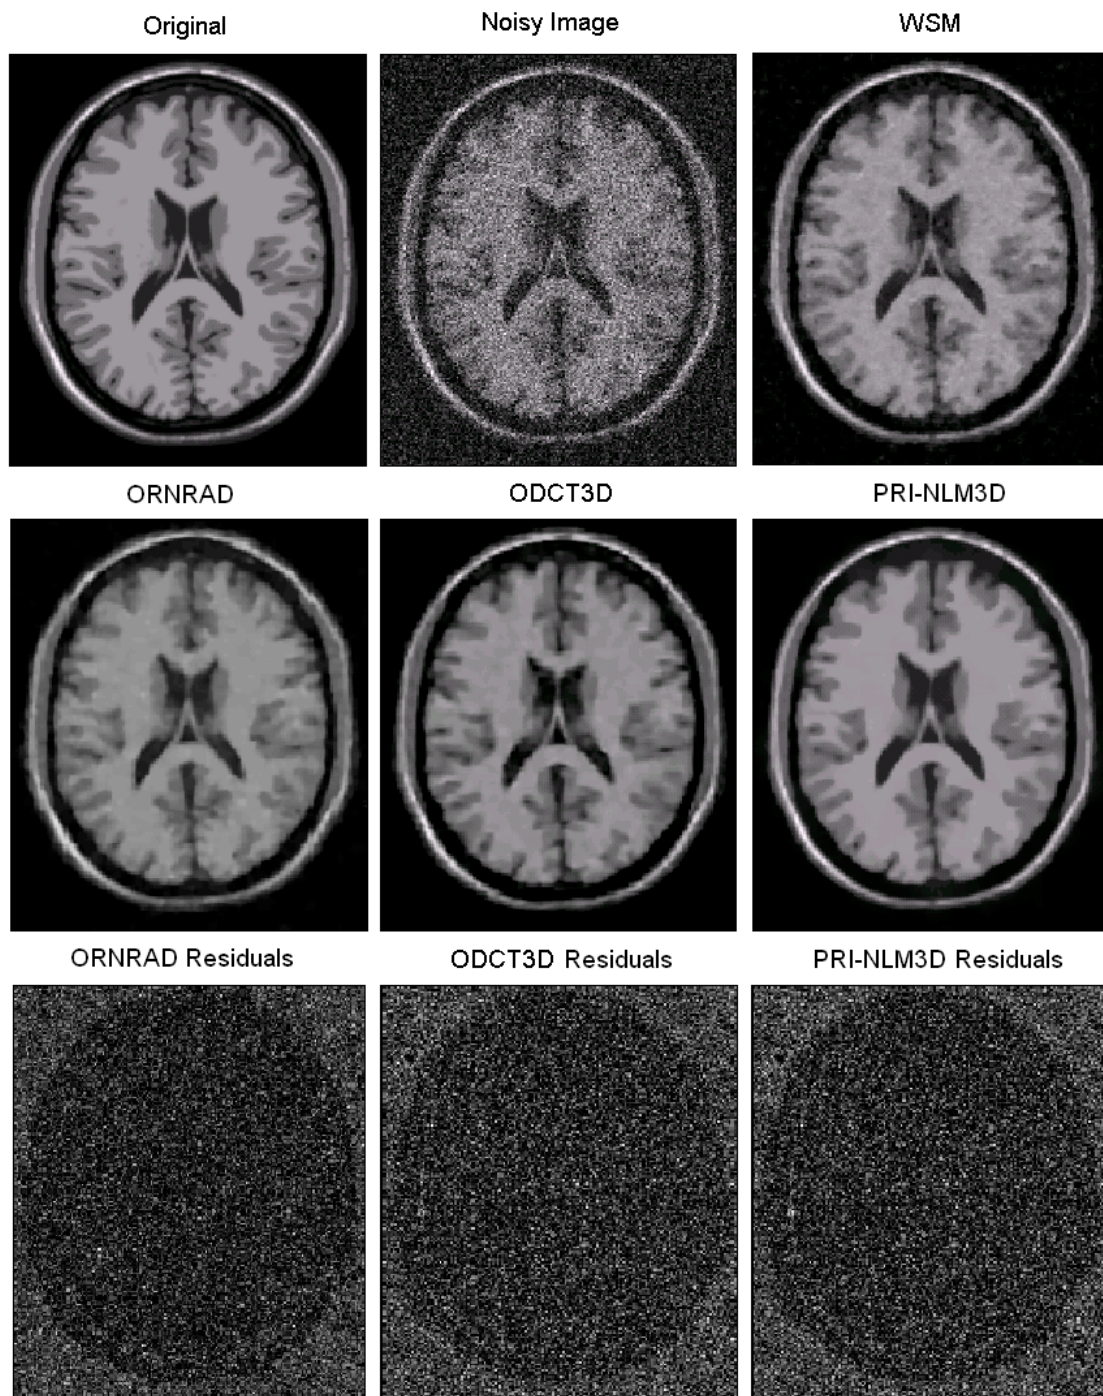 Original
Noisy Image
WSM
ORNRAD
ODCT3D
PRI-NLM3D
ORNRAD Residuals
ODCT3D Residuals
PRI-NLM3D Residuals